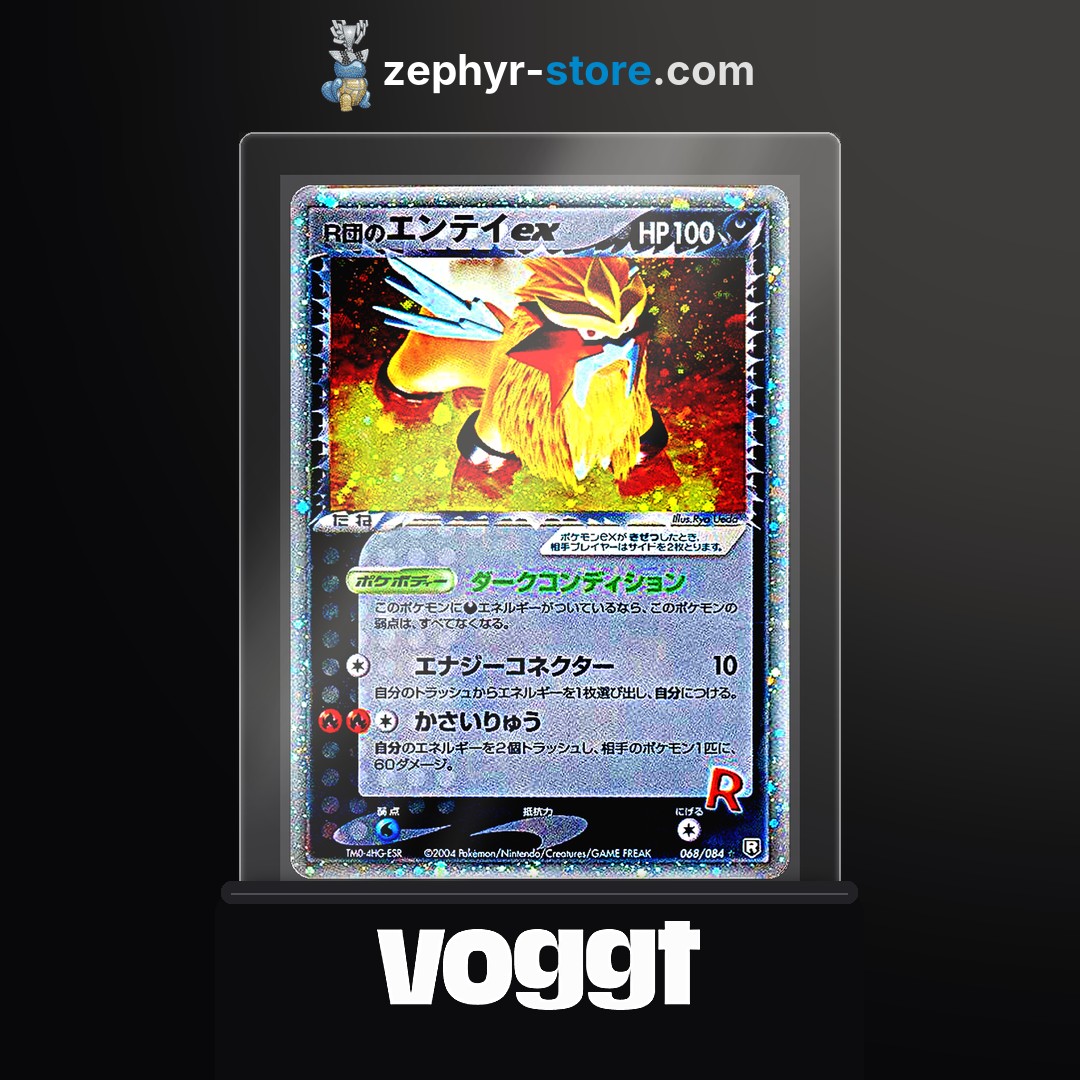 zephyr-store.com
R団のエンテイex HP100
たね
Illus.Ryo Ueda
ポケモンexがきぜつしたとき、
相手プレイヤーはサイドを2枚とります。
ポケボディー ダークコンディション
このポケモンにエネルギーがついているなら、このポケモンの
弱点は、すべてなくなる。
エナジーコネクター 10
自分のトラッシュからエネルギーを1枚選び出し、自分につける。
かさいりゅう
自分のエネルギーを2個トラッシュし、相手のポケモン1匹に、
60ダメージ。
R
弱点 抵抗力 にげる
TM0-4HG-ESR ©2004 Pokémon/Nintendo/Creatures/GAME FREAK 068/084 R
voggt